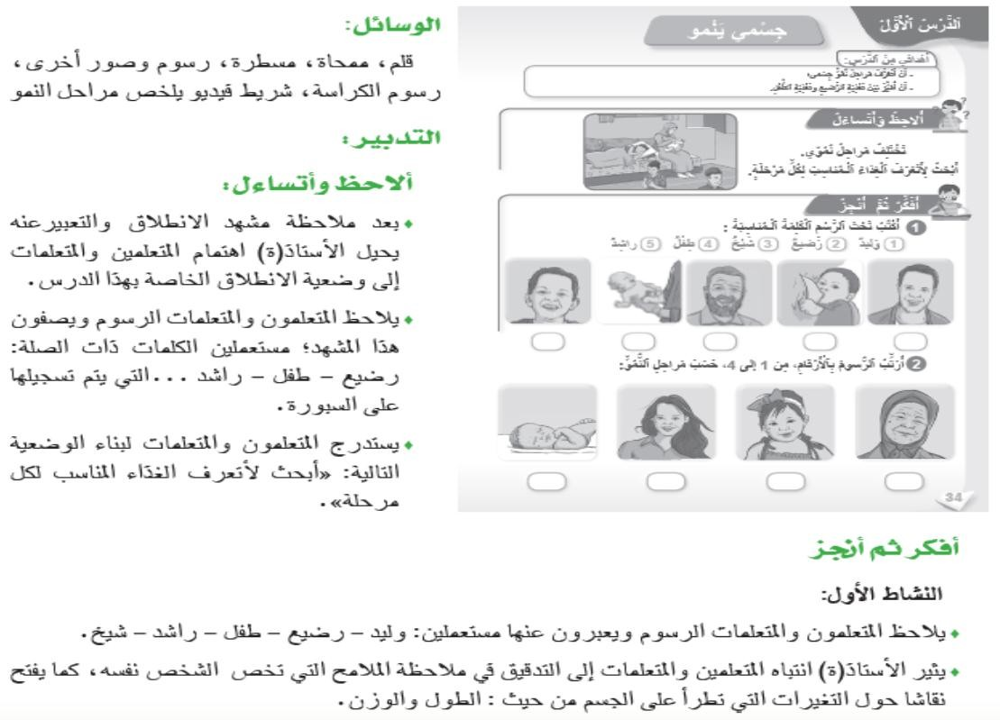 الدَّرْسُ الْأَوَّلُ
جِسْمي يَنْمو
أَهْدافي مِنَ الدَّرْسِ:
- أَنْ أَتَعَرَّفَ مَراحِلَ نُمُوِّ جِسْمي؛
- أَنْ أُمَيِّزَ بَيْنَ تَغْذِيَةِ الرَّضيعِ وَتَغْذِيَةِ الطِّفْلِ.
أُلاحِظُ وَأَتَساءَلُ
تَخْتَلِفُ مَراحِلُ نُمُوّي.
أَبْحَثُ لِأَتَعَرَّفَ الْغِذاءَ الْمُناسِبَ لِكُلِّ مَرْحَلَةٍ.
أُفَكِّرُ ثُمَّ أُنْجِزُ
1 أَكْتُبُ تَحْتَ الرَّسْمِ الْكَلِمَةَ الْمُناسِبَةَ :
1 وَليدٌ 2 رَضيعٌ 3 شَيْخٌ 4 طِفْلٌ 5 راشِدٌ
2 أُرَتِّبُ الرُّسومَ بِالْأَرْقامِ، مِنْ 1 إلى 4، حَسَبَ مَراحِلِ النُّمُوِّ:
34
الوسائل:
قلم، ممحاة، مسطرة، رسوم وصور أخرى،
رسوم الكراسة، شريط ڤيديو يلخص مراحل النمو
التدبير:
ألاحظ وأتساءل:
بعد ملاحظة مشهد الانطلاق والتعبيرعنه
يحيل الأستاذ(ة) اهتمام المتعلمين والمتعلمات
إلى وضعية الانطلاق الخاصة بهذا الدرس.
يلاحظ المتعلمون والمتعلمات الرسوم ويصفون
هذا المشهد؛ مستعملين الكلمات ذات الصلة:
رضيع – طفل – راشد ...التي يتم تسجيلها
على السبورة.
يستدرج المتعلمون والمتعلمات لبناء الوضعية
التالية: «أبحث لأتعرف الغذاء المناسب لكل
مرحلة».
أفكر ثم أنجز
النشاط الأول:
يلاحظ المتعلمون والمتعلمات الرسوم ويعبرون عنها مستعملين: وليد – رضيع – طفل – راشد – شيخ.
يثير الأستاذ(ة) انتباه المتعلمين والمتعلمات إلى التدقيق في ملاحظة الملامح التي تخص الشخص نفسه، كما يفتح
نقاشا حول التغيرات التي تطرأ على الجسم من حيث : الطول والوزن.